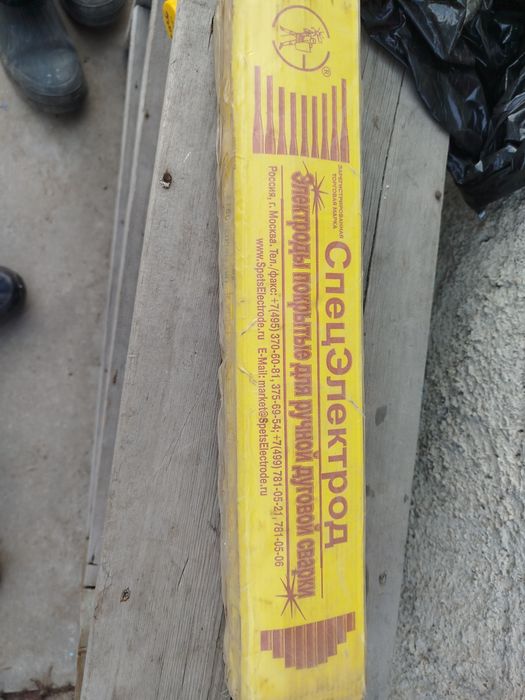 ®
ЗАРЕГИСТРИРОВАННАЯ
ТОРГОВАЯ МАРКА
СпецЭлектрод
Электроды покрытые для ручной дуговой сварки
Россия, г. Москва. Тел./факс: +7(495) 370-60-81, 375-69-54; +7(499) 781-05-21, 781-05-06
www.SpetsElectrode.ru E-Mail: market@SpetsElectrode.ru